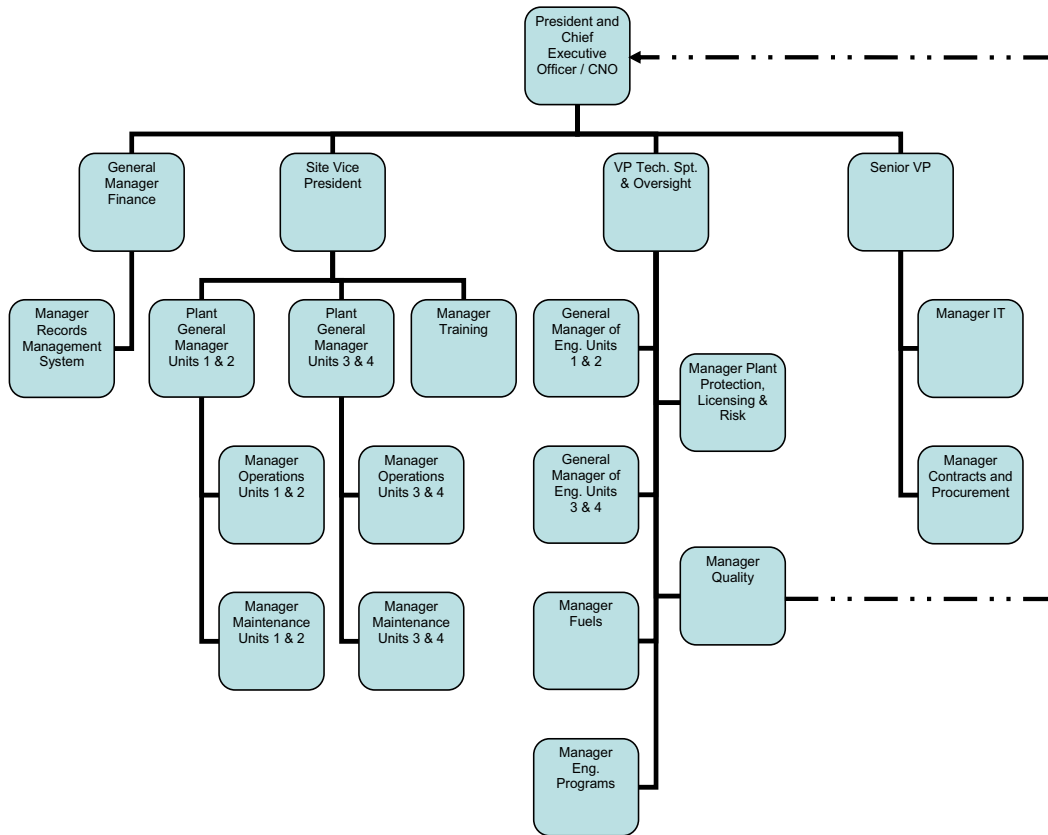 President and
Chief
Executive
Officer / CNO
General
Manager
Finance
Site Vice
President
VP Tech. Spt.
& Oversight
Senior VP
Manager
Records
Management
System
Plant
General
Manager
Units 1 & 2
Plant
General
Manager
Units 3 & 4
Manager
Training
General
Manager of
Eng. Units
1 & 2
Manager IT
Manager Plant
Protection,
Licensing &
Risk
Manager
Operations
Units 1 & 2
Manager
Operations
Units 3 & 4
General
Manager of
Eng. Units
3 & 4
Manager
Contracts and
Procurement
Manager
Quality
Manager
Maintenance
Units 1 & 2
Manager
Maintenance
Units 3 & 4
Manager
Fuels
Manager
Eng.
Programs